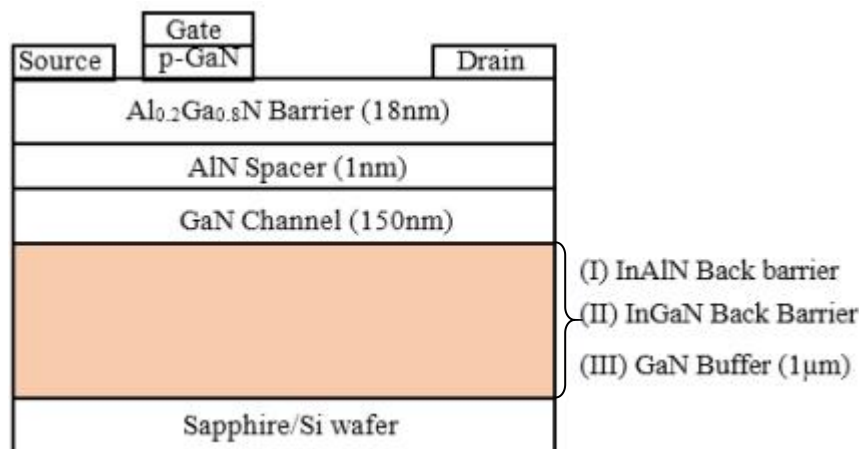 Gate
Source
p-GaN
Drain
Al₀.₂Ga₀.₈N Barrier (18nm)
AlN Spacer (1nm)
GaN Channel (150nm)
(I) InAlN Back barrier
(II) InGaN Back Barrier
(III) GaN Buffer (1μm)
Sapphire/Si wafer